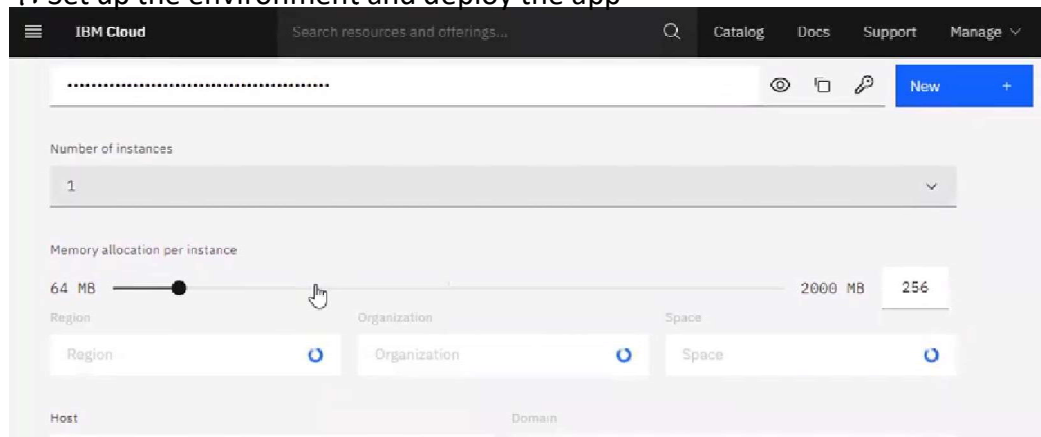 Set up the environment and deploy the app
IBM Cloud Search resources and offerings... Catalog Docs Support Manage
•••••••••••••••••••••••••••••••••••••••••••• New +
Number of instances
1
Memory allocation per instance
64 MB 2000 MB 256
Region Organization Space
Region Organization Space
Host Domain